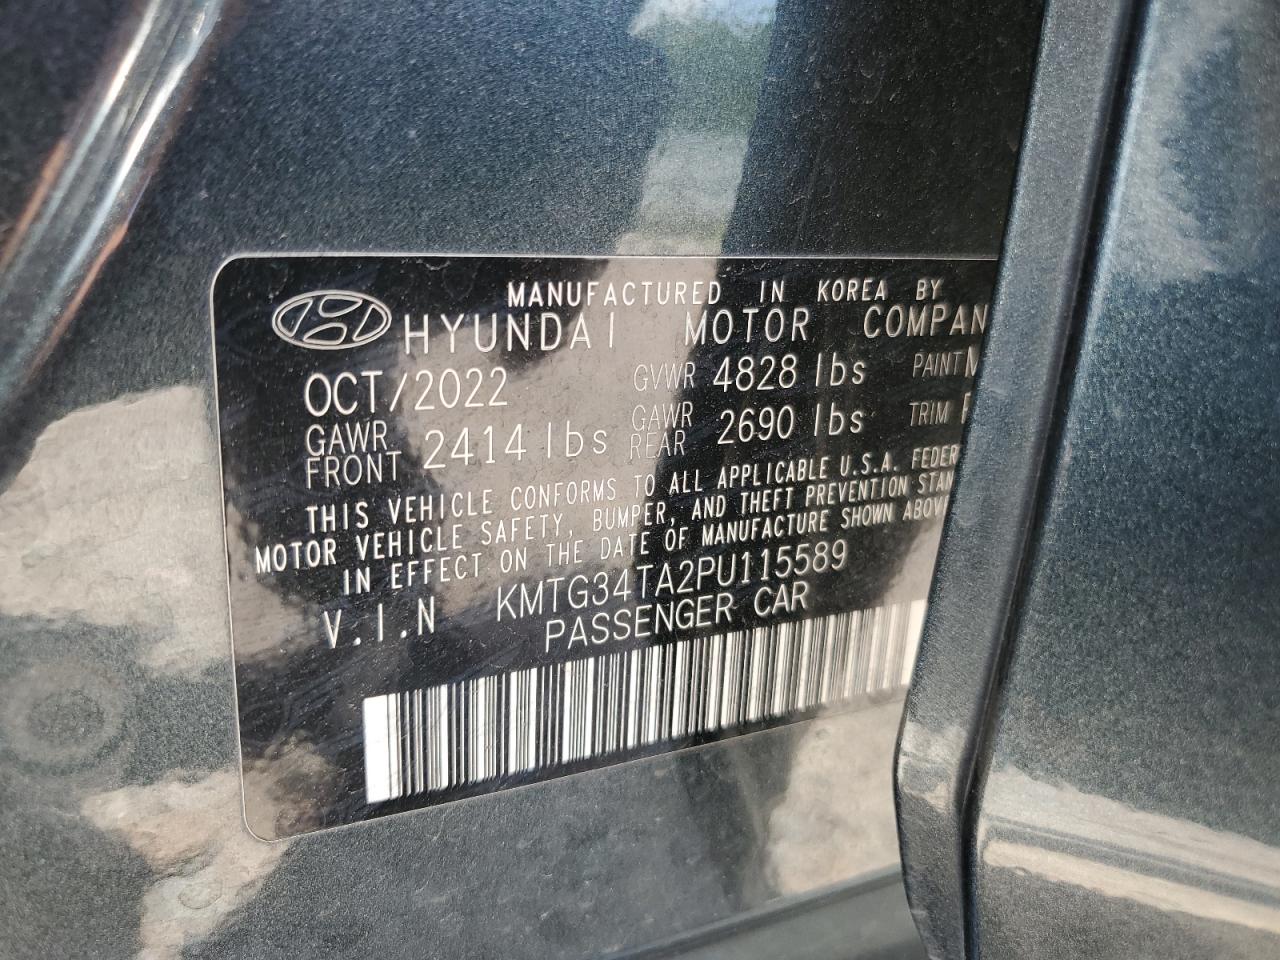 MANUFACTURED IN KOREA BY
HYUNDAI MOTOR COMPAN
OCT/2022 GVWR 4828 lbs PAINT
GAWR FRONT 2414 lbs GAWR REAR 2690 lbs TRIM
THIS VEHICLE CONFORMS TO ALL APPLICABLE U.S.A. FEDER
MOTOR VEHICLE SAFETY, BUMPER, AND THEFT PREVENTION STAN
IN EFFECT ON THE DATE OF MANUFACTURE SHOWN ABOV
V.I.N KMTG34TA2PU115589
PASSENGER CAR